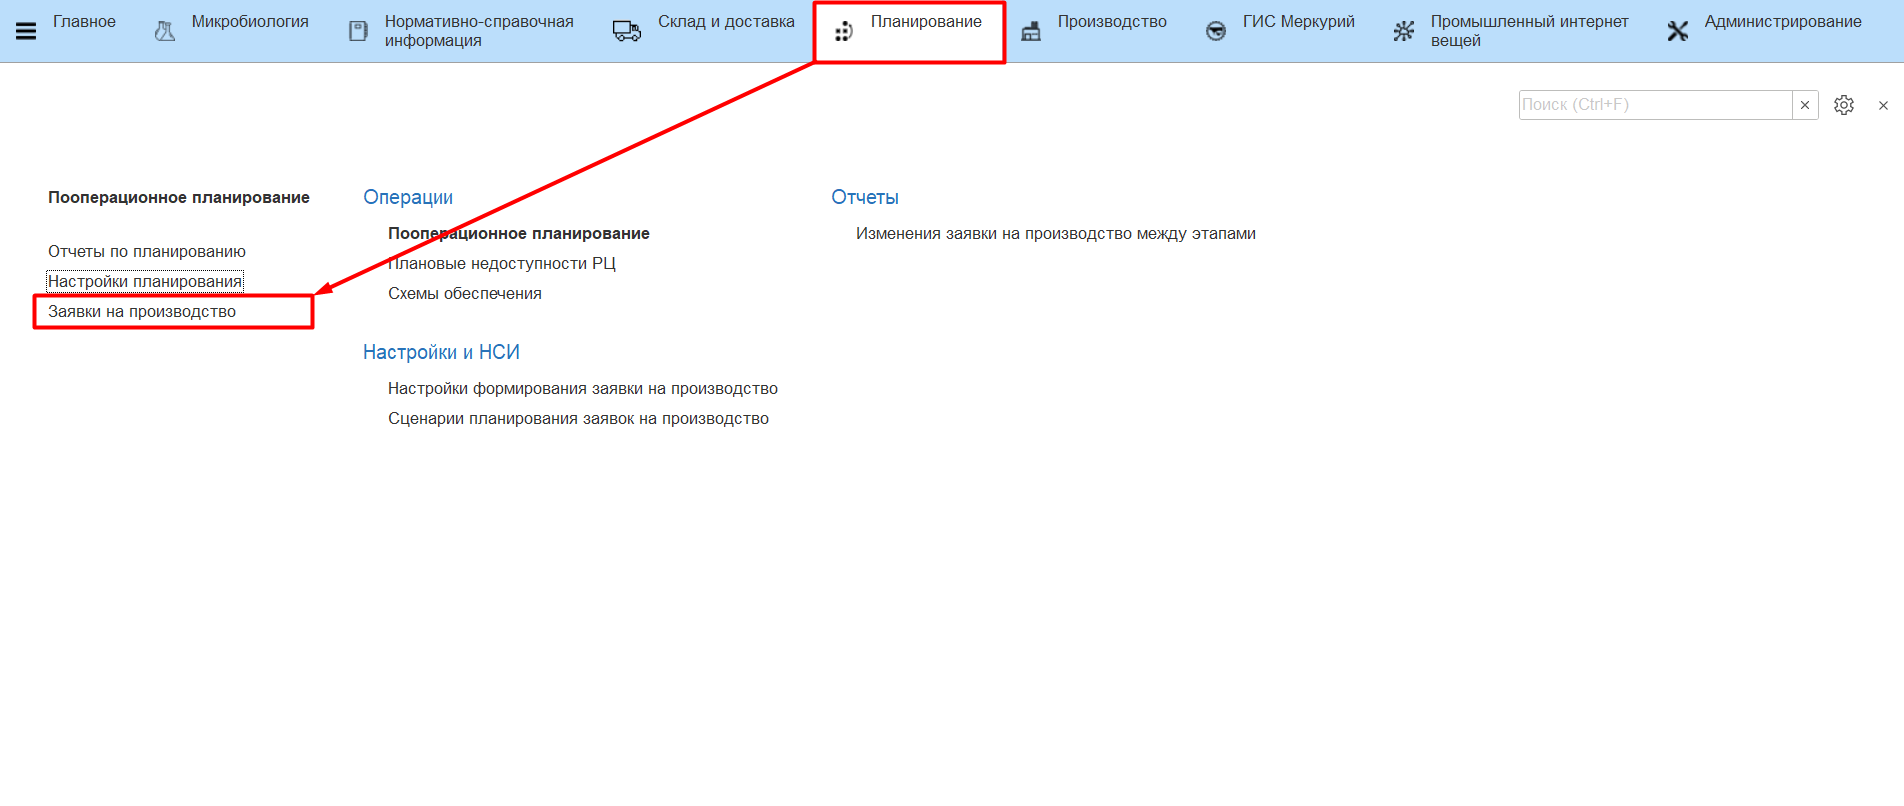 Главное
Микробиология
Нормативно-справочная
информация
Склад и доставка
Планирование
Производство
ГИС Меркурий
Промышленный интернет
вещей
Администрирование
Поиск (Ctrl+F)
Пооперационное планирование
Отчеты по планированию
Настройки планирования
Заявки на производство
Операции
Пооперационное планирование
Плановые недоступности РЦ
Схемы обеспечения
Настройки и НСИ
Настройки формирования заявки на производство
Сценарии планирования заявок на производство
Отчеты
Изменения заявки на производство между этапами